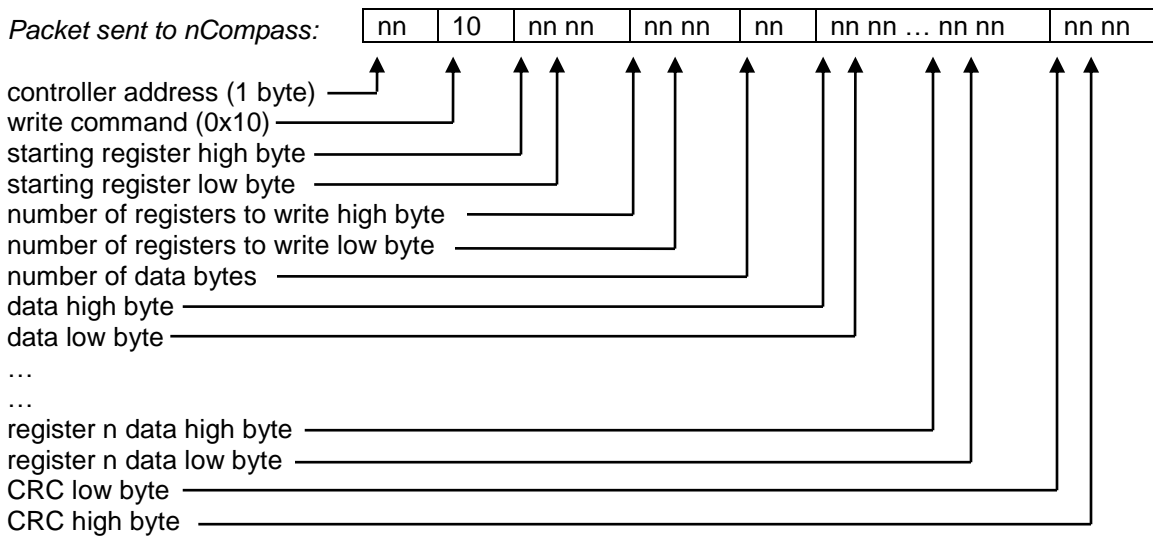 Packet sent to nCompass: nn 10 nn nn nn nn nn nn nn … nn nn nn nn
controller address (1 byte)
write command (0x10)
starting register high byte
starting register low byte
number of registers to write high byte
number of registers to write low byte
number of data bytes
data high byte
data low byte
…
…
register n data high byte
register n data low byte
CRC low byte
CRC high byte